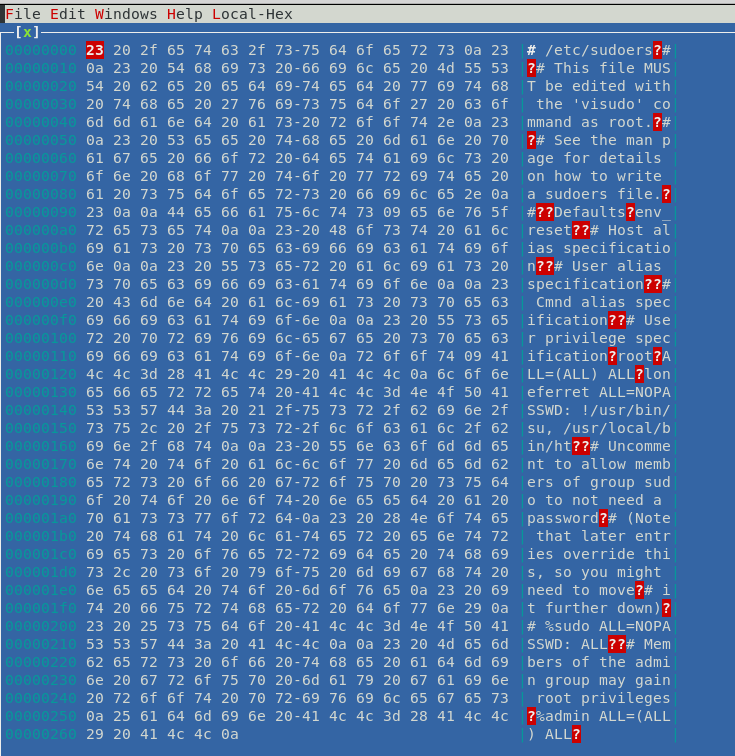 File Edit Windows Help Local-Hex
[x]
00000000 23 20 2f 65 74 63 2f 73-75 64 6f 65 72 73 0a 23 # /etc/sudoers?#
00000010 0a 23 20 54 68 69 73 20-66 69 6c 65 20 4d 55 53 ?# This file MUS
00000020 54 20 62 65 20 65 64 69-74 65 64 20 77 69 74 68 T be edited with
00000030 20 74 68 65 20 27 76 69-73 75 64 6f 27 20 63 6f  the 'visudo' co
00000040 6d 6d 61 6e 64 20 61 73-20 72 6f 6f 74 2e 0a 23 mmand as root.?#
00000050 0a 23 20 53 65 65 20 74-68 65 20 6d 61 6e 20 70 ?# See the man p
00000060 61 67 65 20 66 6f 72 20-64 65 74 61 69 6c 73 20 age for details
00000070 6f 6e 20 68 6f 77 20 74-6f 20 77 72 69 74 65 20 on how to write
00000080 61 20 73 75 64 6f 65 72-73 20 66 69 6c 65 2e 0a a sudoers file.?
00000090 23 0a 0a 44 65 66 61 75-6c 74 73 09 65 6e 76 5f #??Defaults?env_
000000a0 72 65 73 65 74 0a 0a 23-20 48 6f 73 74 20 61 6c reset??# Host al
000000b0 69 61 73 20 73 70 65 63-69 66 69 63 61 74 69 6f ias specificatio
000000c0 6e 0a 0a 23 20 55 73 65-72 20 61 6c 69 61 73 20 n??# User alias
000000d0 73 70 65 63 69 66 69 63-61 74 69 6f 6e 0a 0a 23 specification??#
000000e0 20 43 6d 6e 64 20 61 6c-69 61 73 20 73 70 65 63  Cmnd alias spec
000000f0 69 66 69 63 61 74 69 6f-6e 0a 0a 23 20 55 73 65 ification??# Use
00000100 72 20 70 72 69 76 69 6c-65 67 65 20 73 70 65 63 r privilege spec
00000110 69 66 69 63 61 74 69 6f-6e 0a 72 6f 6f 74 09 41 ification?root?A
00000120 4c 4c 3d 28 41 4c 4c 29-20 41 4c 4c 0a 6c 6f 6e LL=(ALL) ALL?lon
00000130 65 66 65 72 72 65 74 20-41 4c 4c 3d 4e 4f 50 41 eferret ALL=NOPA
00000140 53 53 57 44 3a 20 21 2f-75 73 72 2f 62 69 6e 2f SSWD: !/usr/bin/
00000150 73 75 2c 20 2f 75 73 72-2f 6c 6f 63 61 6c 2f 62 su, /usr/local/b
00000160 69 6e 2f 68 74 0a 0a 23-20 55 6e 63 6f 6d 6d 65 in/ht??# Uncomme
00000170 6e 74 20 74 6f 20 61 6c-6c 6f 77 20 6d 65 6d 62 nt to allow memb
00000180 65 72 73 20 6f 66 20 67-72 6f 75 70 20 73 75 64 ers of group sud
00000190 6f 20 74 6f 20 6e 6f 74-20 6e 65 65 64 20 61 20 o to not need a
000001a0 70 61 73 73 77 6f 72 64-0a 23 20 28 4e 6f 74 65 password?# (Note
000001b0 20 74 68 61 74 20 6c 61-74 65 72 20 65 6e 74 72  that later entr
000001c0 69 65 73 20 6f 76 65 72-72 69 64 65 20 74 68 69 ies override thi
000001d0 73 2c 20 73 6f 20 79 6f-75 20 6d 69 67 68 74 20 s, so you might
000001e0 6e 65 65 64 20 74 6f 20-6d 6f 76 65 0a 23 20 69 need to move?# i
000001f0 74 20 66 75 72 74 68 65-72 20 64 6f 77 6e 29 0a t further down)?
00000200 23 20 25 73 75 64 6f 20-41 4c 4c 3d 4e 4f 50 41 # %sudo ALL=NOPA
00000210 53 53 57 44 3a 20 41 4c-4c 0a 0a 23 20 4d 65 6d SSWD: ALL??# Mem
00000220 62 65 72 73 20 6f 66 20-74 68 65 20 61 64 6d 69 bers of the admi
00000230 6e 20 67 72 6f 75 70 20-6d 61 79 20 67 61 69 6e n group may gain
00000240 20 72 6f 6f 74 20 70 72-69 76 69 6c 65 67 65 73  root privileges
00000250 0a 25 61 64 6d 69 6e 20-41 4c 4c 3d 28 41 4c 4c ?%admin ALL=(ALL
00000260 29 20 41 4c 4c 0a ) ALL?